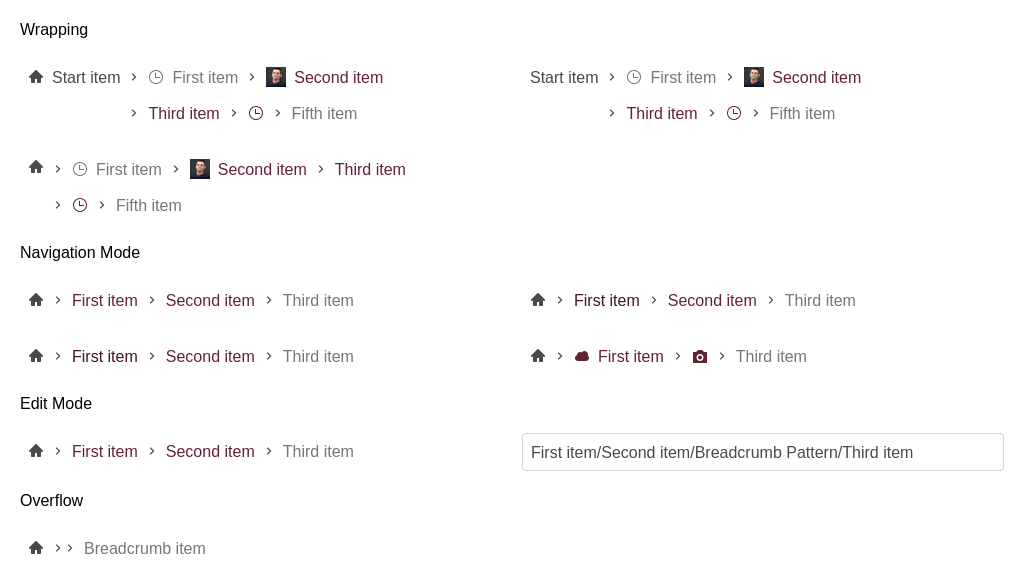 Wrapping
Start item › First item › Second item
› Third item › › Fifth item
Start item › First item › Second item
› Third item › › Fifth item
› First item › Second item › Third item
› › Fifth item
Navigation Mode
› First item › Second item › Third item
› First item › Second item › Third item
› First item › Second item › Third item
› First item › › Third item
Edit Mode
› First item › Second item › Third item
First item/Second item/Breadcrumb Pattern/Third item
Overflow
› › Breadcrumb item